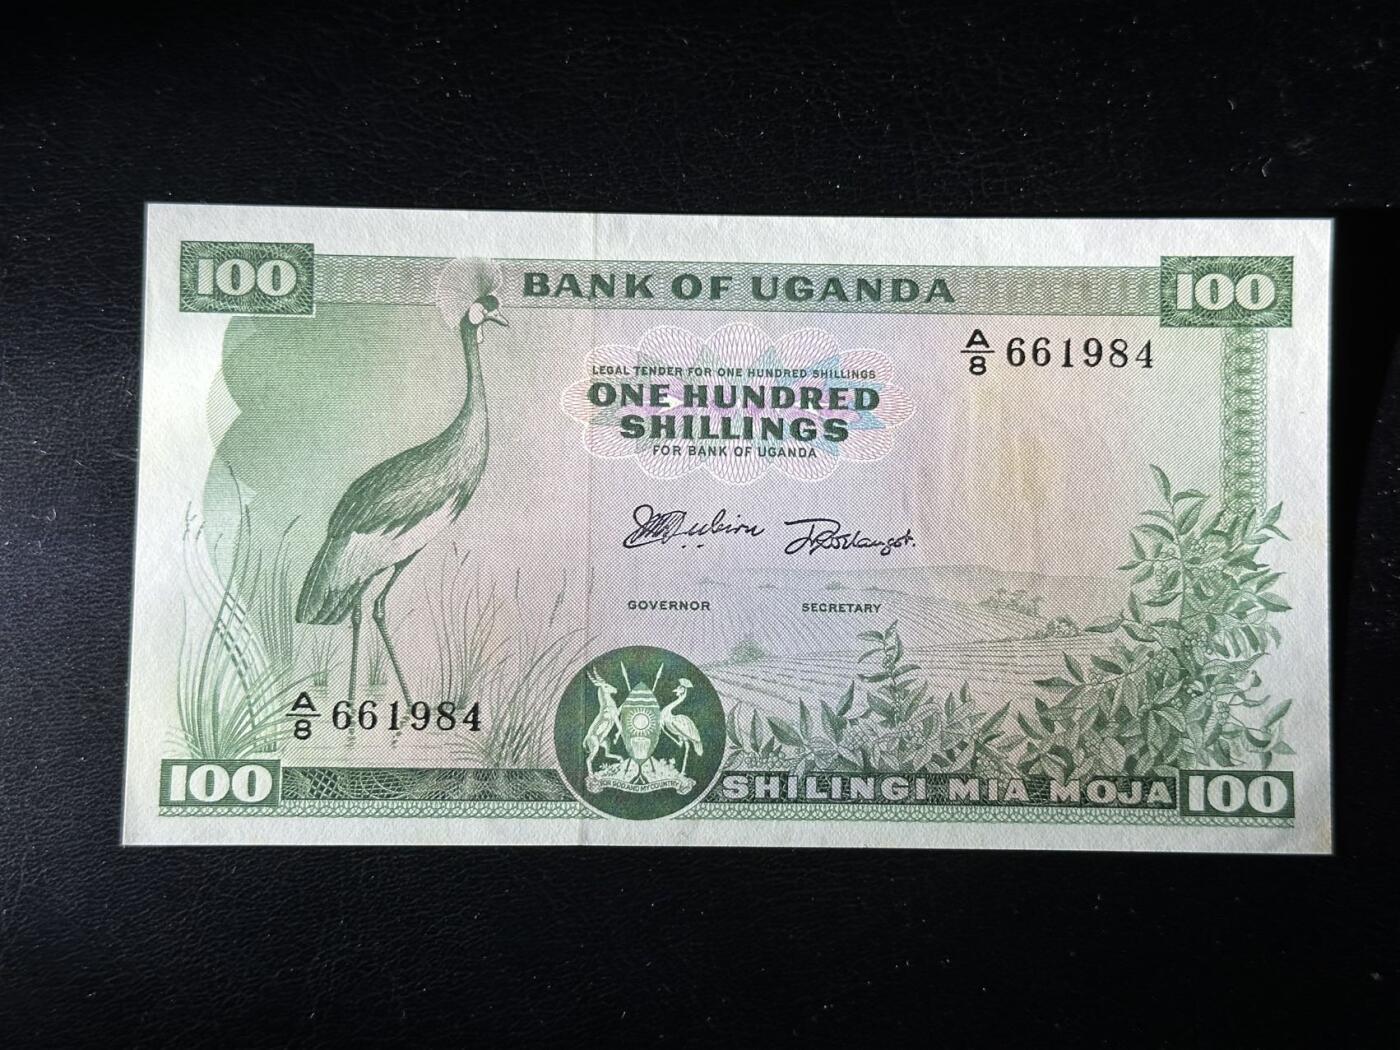 100 BANK OF UGANDA 100
A/8 661984
LEGAL TENDER FOR ONE HUNDRED SHILLINGS
ONE HUNDRED
SHILLINGS
FOR BANK OF UGANDA
GOVERNOR SECRETARY
A/8 661984
FOR GOD AND MY COUNTRY
100 SHILINGI MIA MOJA 100